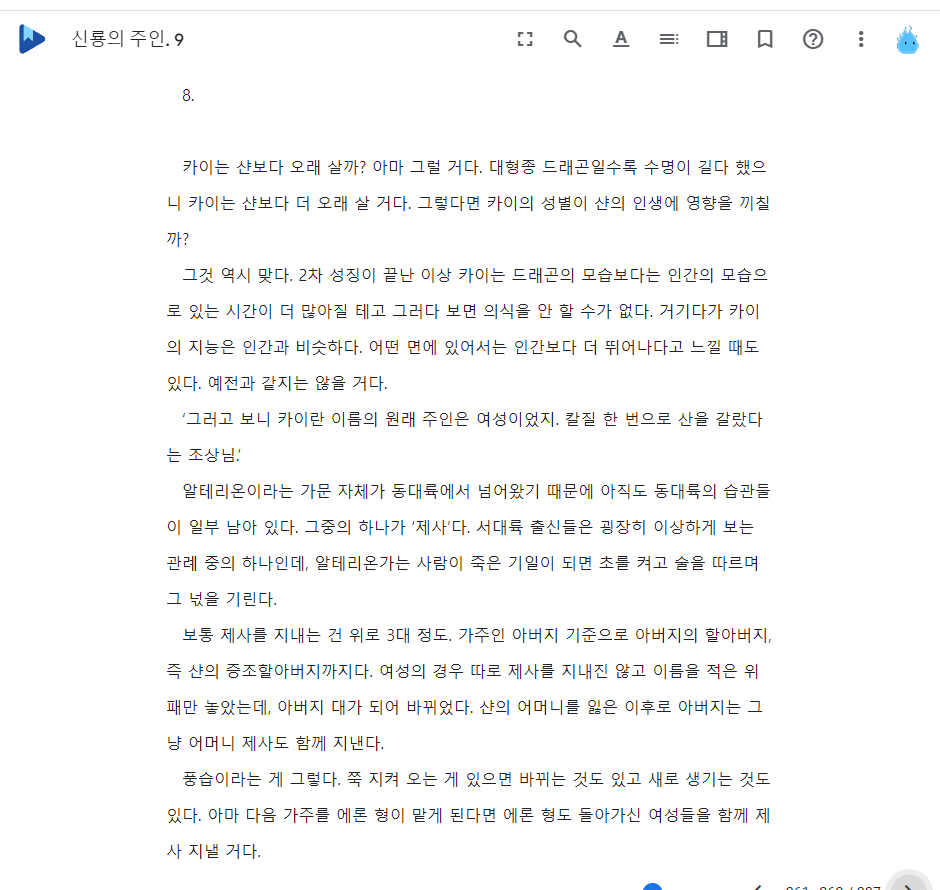 신룡의 주인. 9
8.
카이는 샨보다 오래 살까? 아마 그럴 거다. 대형종 드래곤일수록 수명이 길다 했으
니 카이는 샨보다 더 오래 살 거다. 그렇다면 카이의 성별이 샨의 인생에 영향을 끼칠
까?
그것 역시 맞다. 2차 성징이 끝난 이상 카이는 드래곤의 모습보다는 인간의 모습으
로 있는 시간이 더 많아질 테고 그러다 보면 의식을 안 할 수가 없다. 거기다가 카이
의 지능은 인간과 비슷하다. 어떤 면에 있어서는 인간보다 더 뛰어나다고 느낄 때도
있다. 예전과 같지는 않을 거다.
‘그러고 보니 카이란 이름의 원래 주인은 여성이었지. 칼질 한 번으로 산을 갈랐다
는 조상님.’
알테리온이라는 가문 자체가 동대륙에서 넘어왔기 때문에 아직도 동대륙의 습관들
이 일부 남아 있다. 그중의 하나가 ‘제사’다. 서대륙 출신들은 굉장히 이상하게 보는
관례 중의 하나인데, 알테리온가는 사람이 죽은 기일이 되면 초를 켜고 술을 따르며
그 넋을 기린다.
보통 제사를 지내는 건 위로 3대 정도. 가주인 아버지 기준으로 아버지의 할아버지,
즉 샨의 증조할아버지까지다. 여성의 경우 따로 제사를 지내진 않고 이름을 적은 위
패만 놓았는데, 아버지 대가 되어 바뀌었다. 샨의 어머니를 잃은 이후로 아버지는 그
냥 어머니 제사도 함께 지낸다.
풍습이라는 게 그렇다. 쭉 지켜 오는 게 있으면 바뀌는 것도 있고 새로 생기는 것도
있다. 아마 다음 가주를 에론 형이 맡게 된다면 에론 형도 돌아가신 여성들을 함께 제
사 지낼 거다.